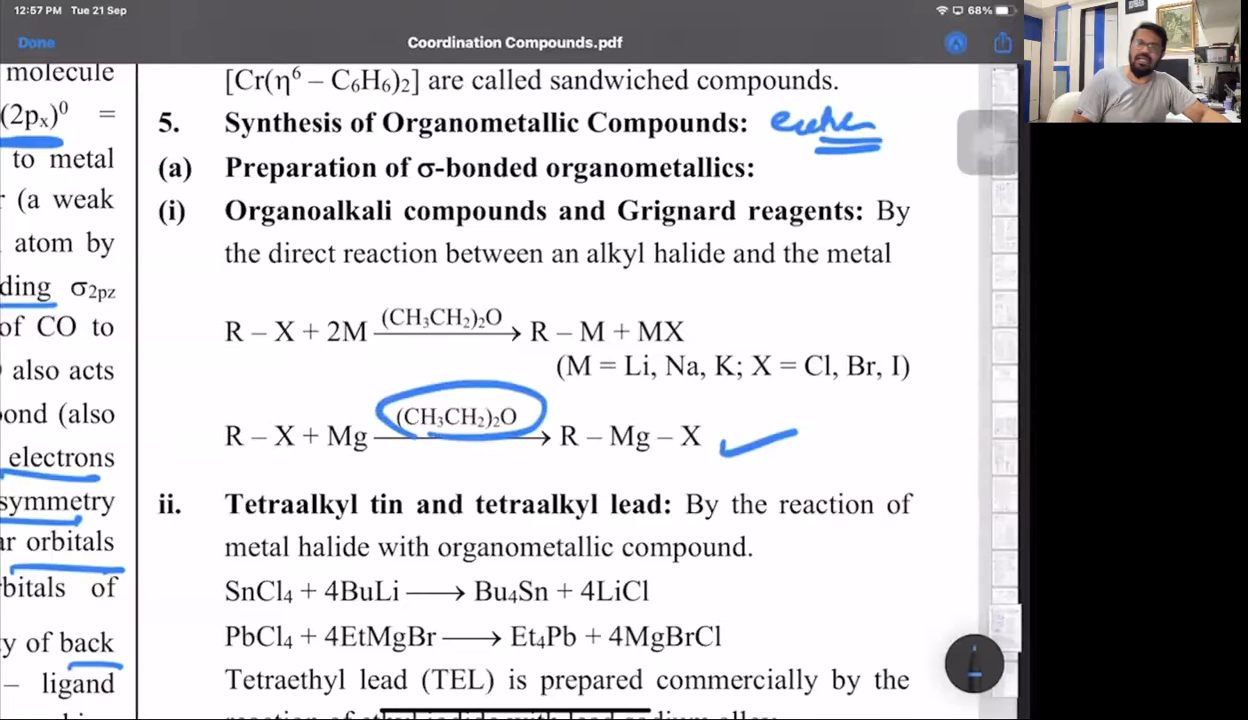 12:57 PM Tue 21 Sep
68%
Done
Coordination Compounds.pdf
molecule
(2pₓ)⁰ =
to metal
(a weak
atom by
ding σ2pz
of CO to
also acts
ond (also
electrons
symmetry
ar orbitals
bitals of
y of back
– ligand
[Cr(η⁶ – C₆H₆)₂] are called sandwiched compounds.
5. Synthesis of Organometallic Compounds:
(a) Preparation of σ-bonded organometallics:
(i) Organoalkali compounds and Grignard reagents: By
the direct reaction between an alkyl halide and the metal
(CH₃CH₂)₂O
R – X + 2M ⟶ R – M + MX
(M = Li, Na, K; X = Cl, Br, I)
(CH₃CH₂)₂O
R – X + Mg ⟶ R – Mg – X
ii. Tetraalkyl tin and tetraalkyl lead: By the reaction of
metal halide with organometallic compound.
SnCl₄ + 4BuLi ⟶ Bu₄Sn + 4LiCl
PbCl₄ + 4EtMgBr ⟶ Et₄Pb + 4MgBrCl
Tetraethyl lead (TEL) is prepared commercially by the